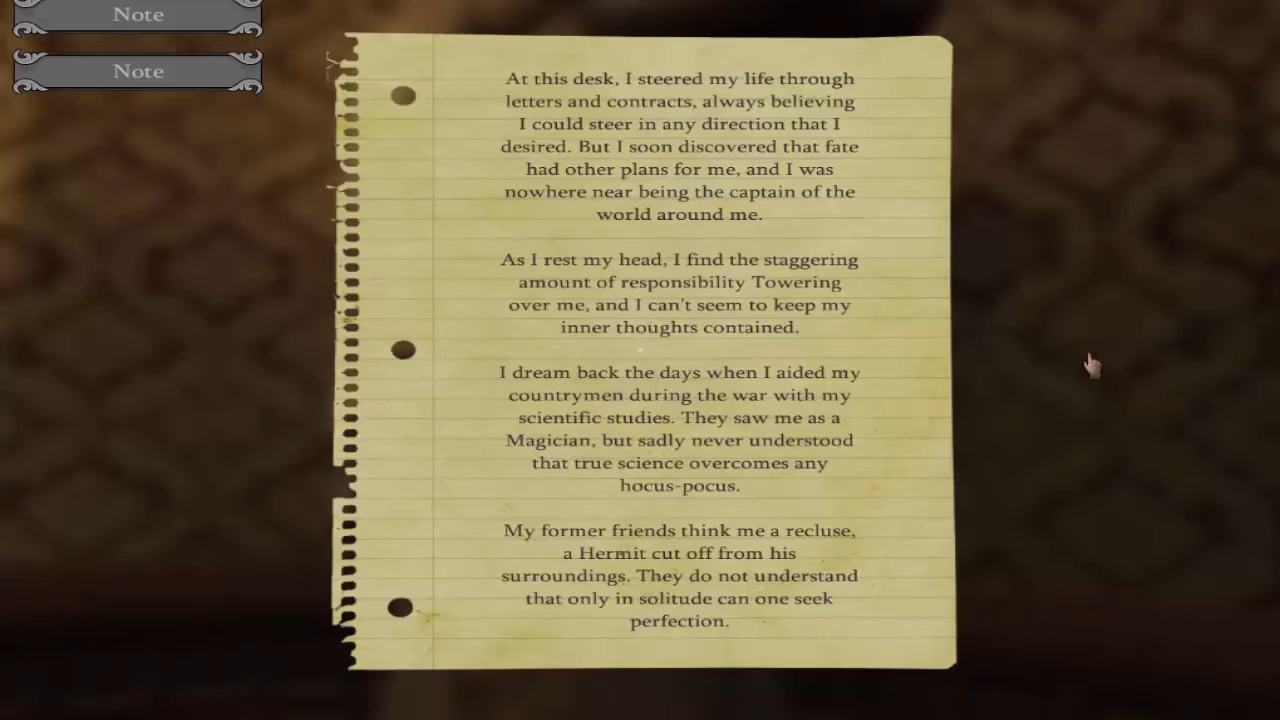 Note
Note
At this desk, I steered my life through
letters and contracts, always believing
I could steer in any direction that I
desired. But I soon discovered that fate
had other plans for me, and I was
nowhere near being the captain of the
world around me.
As I rest my head, I find the staggering
amount of responsibility Towering
over me, and I can't seem to keep my
inner thoughts contained.
I dream back the days when I aided my
countrymen during the war with my
scientific studies. They saw me as a
Magician, but sadly never understood
that true science overcomes any
hocus-pocus.
My former friends think me a recluse,
a Hermit cut off from his
surroundings. They do not understand
that only in solitude can one seek
perfection.